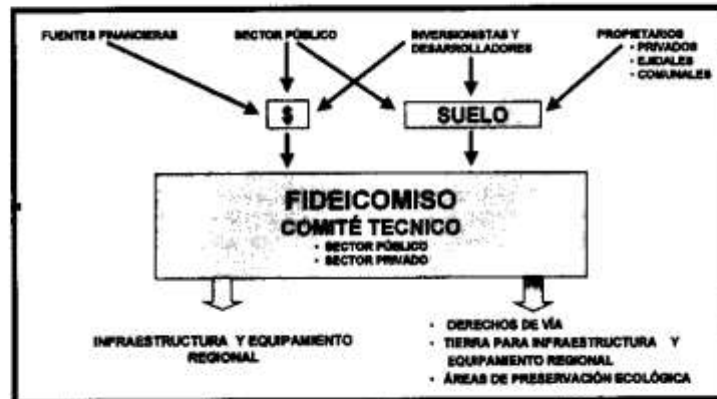 FUENTES FINANCIERAS
SECTOR PÚBLICO
INVERSIONISTAS Y
DESARROLLADORES
PROPIETARIOS
• PRIVADOS
• EJIDALES
• COMUNALES
$
SUELO
FIDEICOMISO
COMITÉ TECNICO
• SECTOR PÚBLICO
• SECTOR PRIVADO
INFRAESTRUCTURA Y EQUIPAMIENTO
REGIONAL
• DERECHOS DE VÍA
• TIERRA PARA INFRAESTRUCTURA Y
EQUIPAMIENTO REGIONAL
• ÁREAS DE PRESERVACIÓN ECOLÓGICA